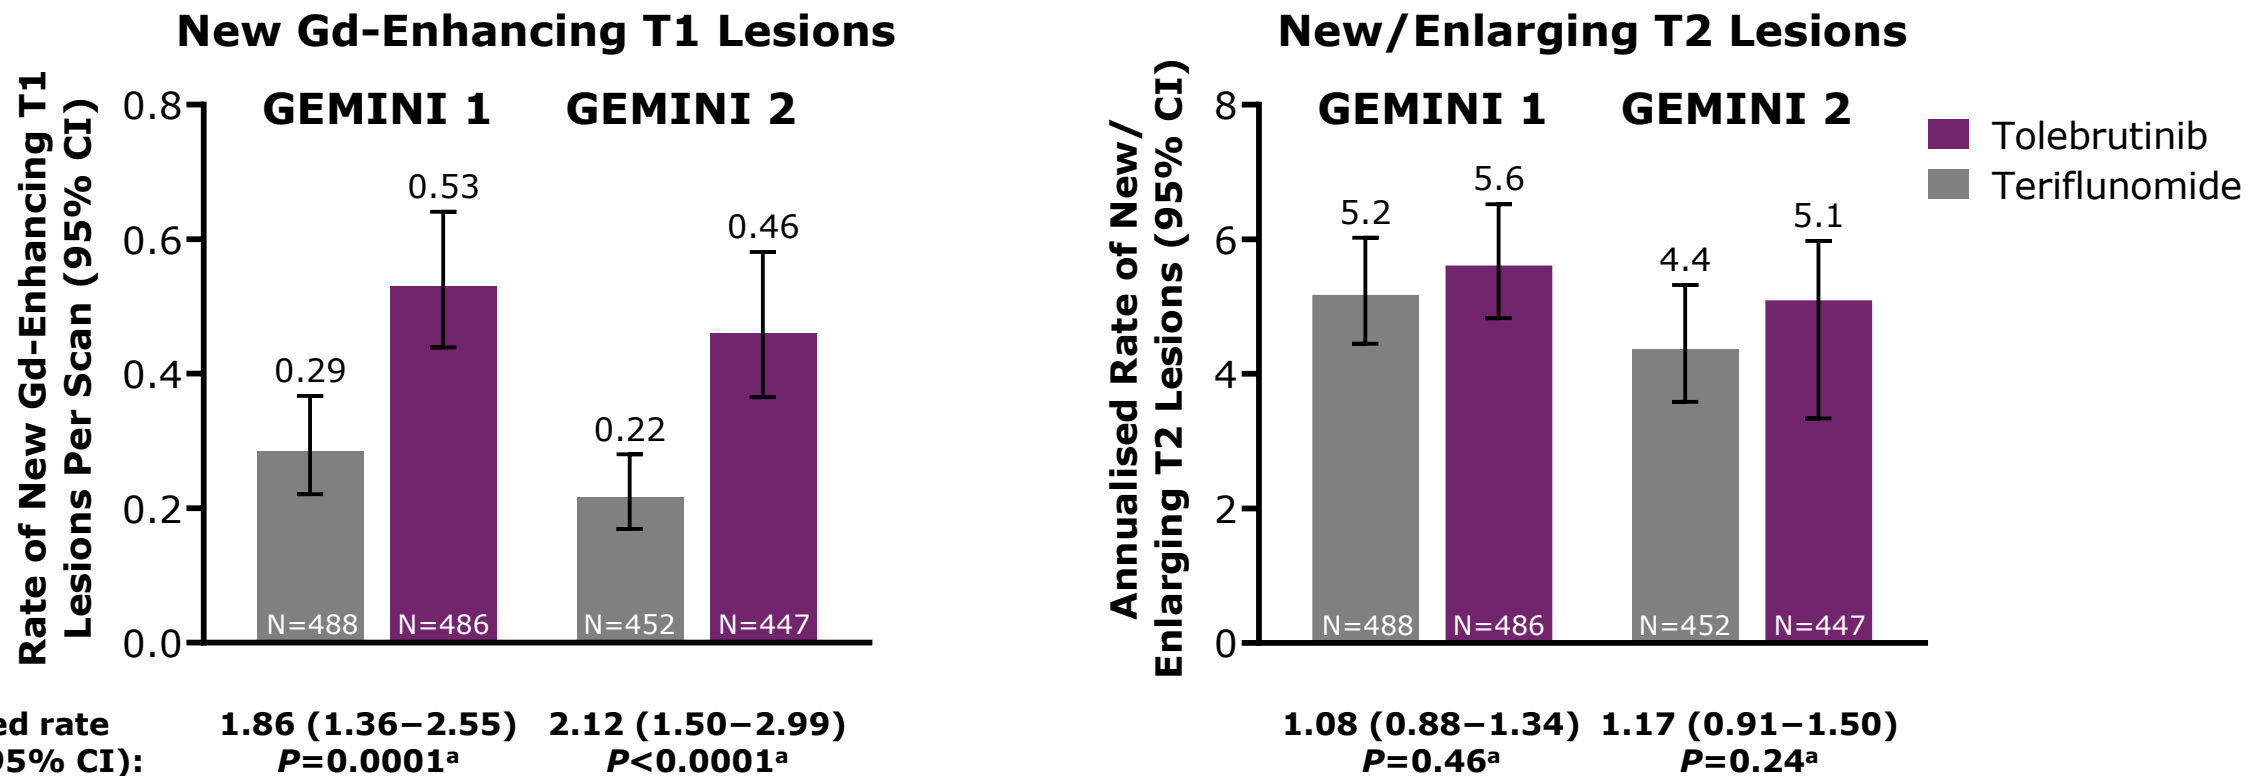 New Gd-Enhancing T1 Lesions
Rate of New Gd-Enhancing T1
Lesions Per Scan (95% CI)
0.8
0.6
0.4
0.2
0.0
GEMINI 1 GEMINI 2
0.29
0.53
0.22
0.46
N=488 N=486 N=452 N=447
New/Enlarging T2 Lesions
Annualised Rate of New/
Enlarging T2 Lesions (95% CI)
8
6
4
2
0
GEMINI 1 GEMINI 2
5.2
5.6
4.4
5.1
N=488 N=486 N=452 N=447
Tolebrutinib
Teriflunomide
rate 1.86 (1.36−2.55) 2.12 (1.50−2.99) 1.08 (0.88−1.34) 1.17 (0.91−1.50)
95% CI): P=0.0001ᵃ P<0.0001ᵃ P=0.46ᵃ P=0.24ᵃ